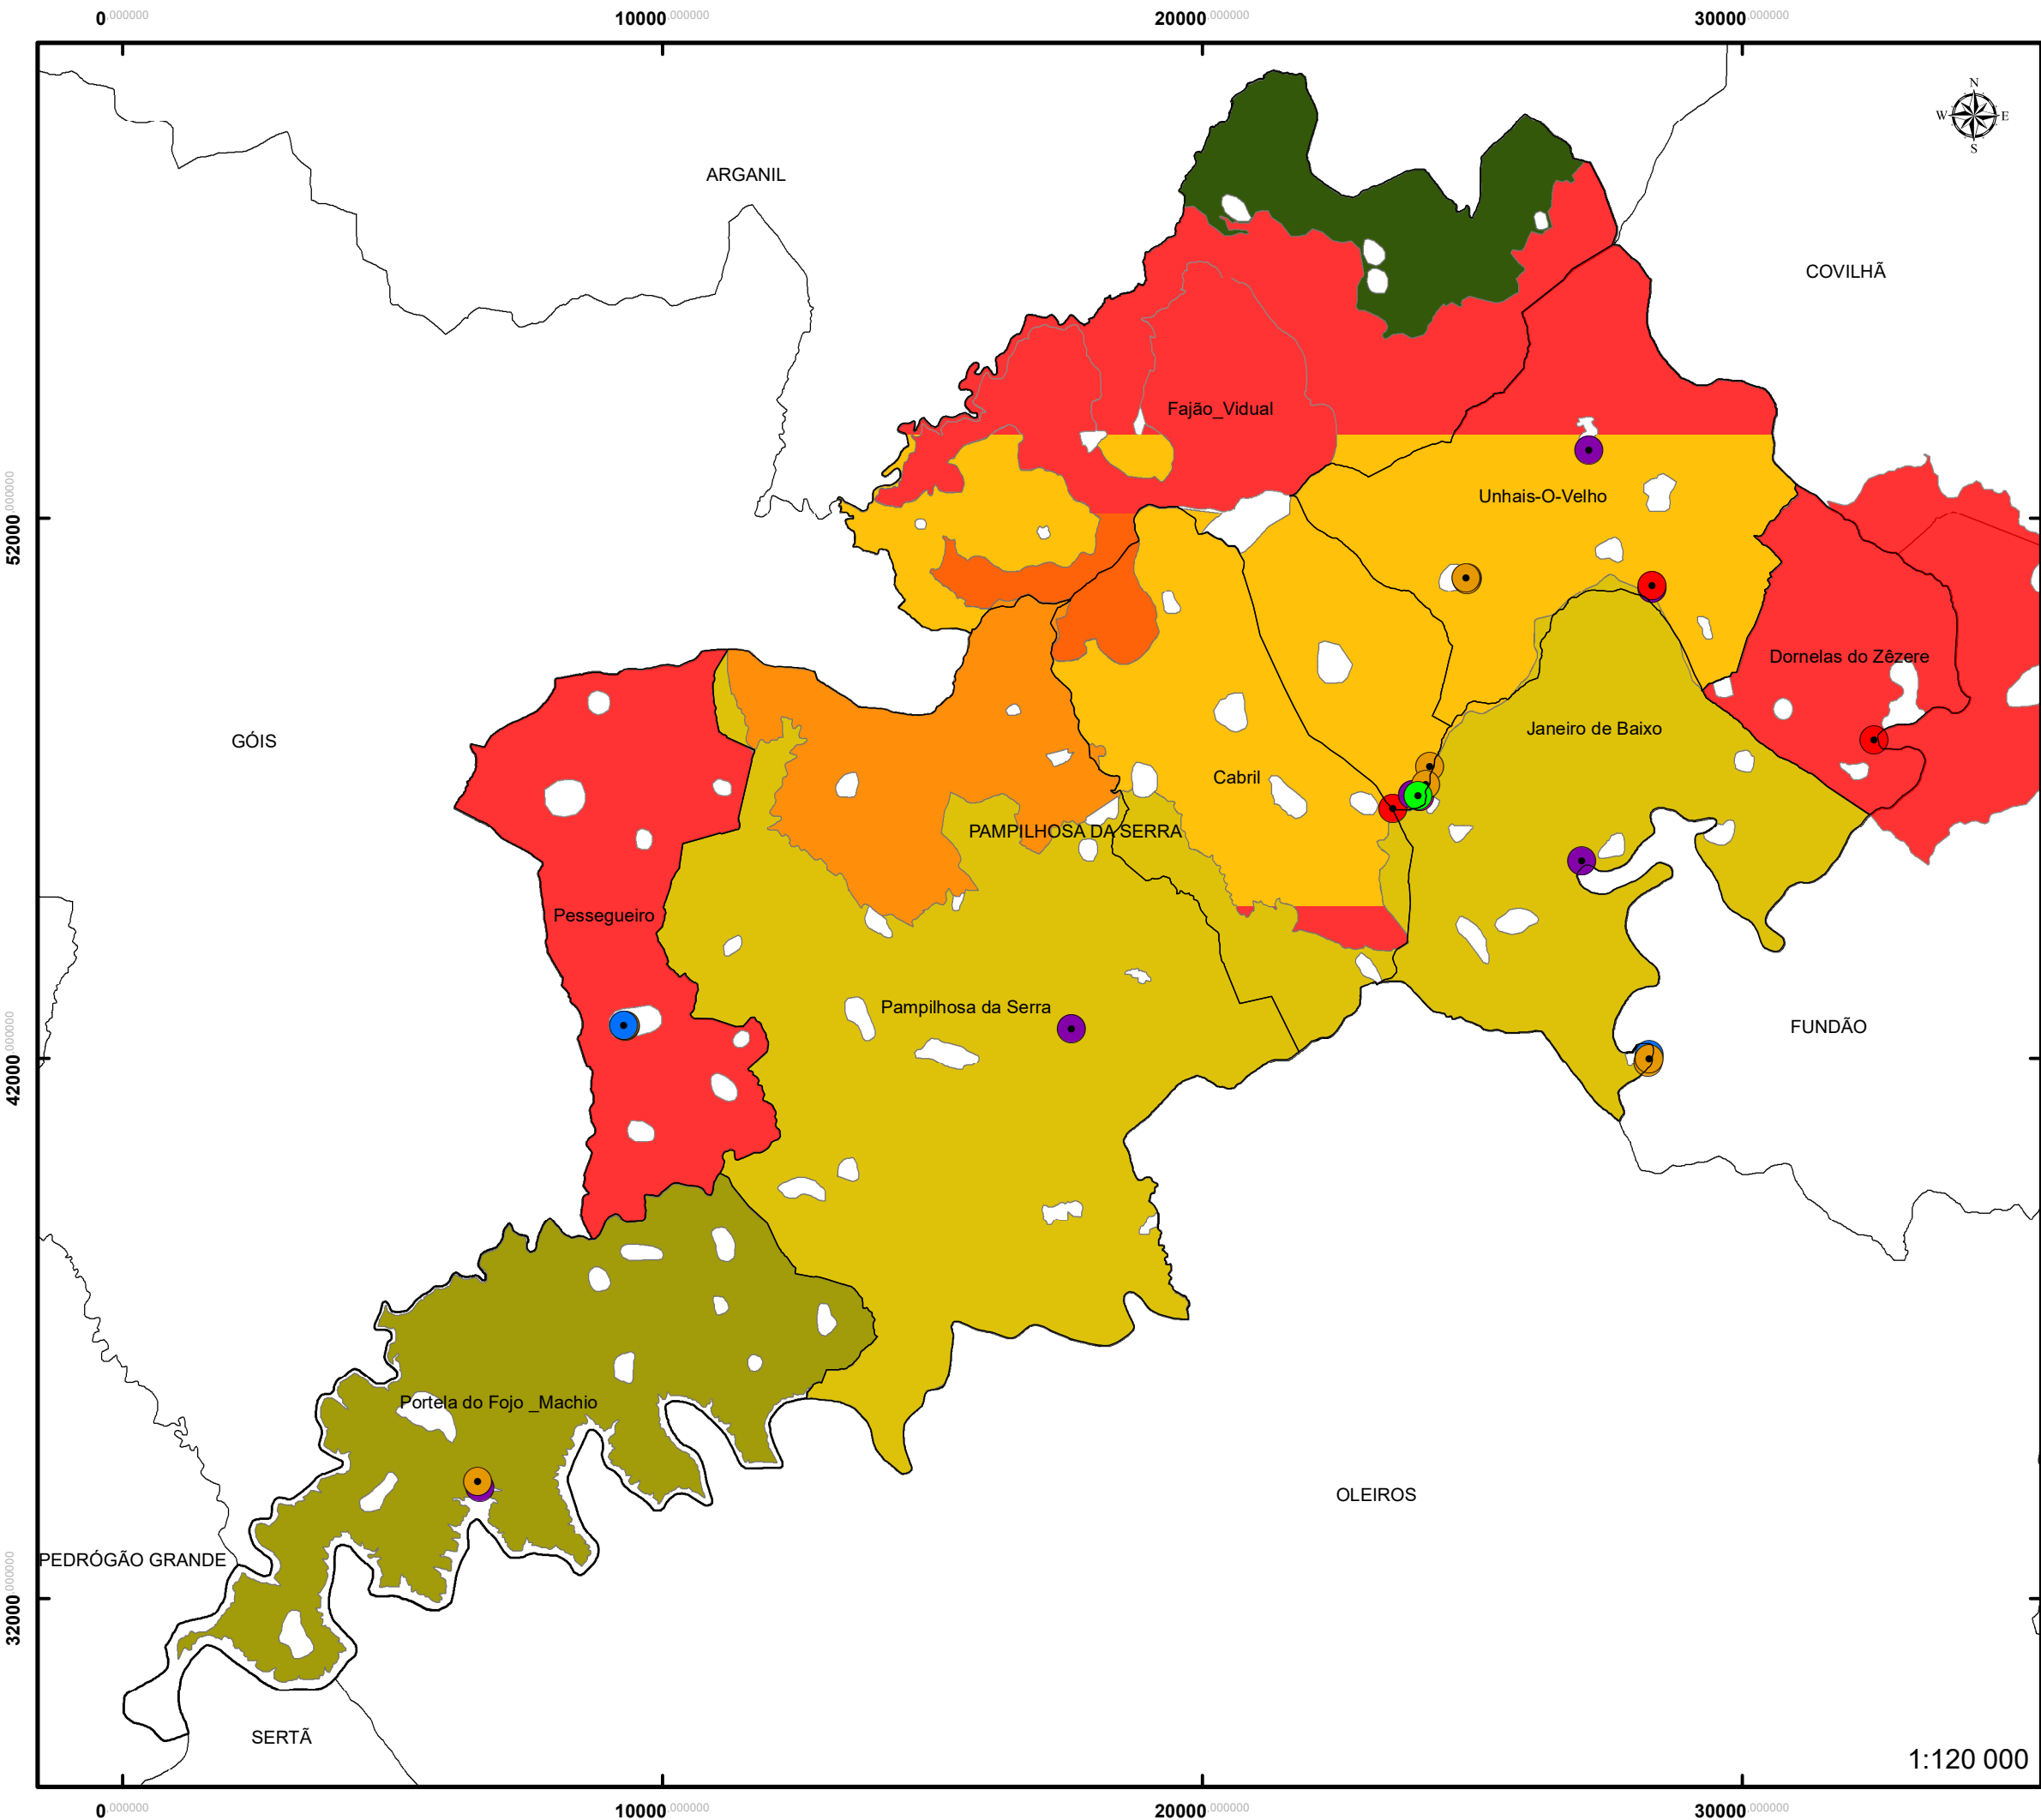 0,000000 10000,000000 20000,000000 30000,000000
N
W E
S
ARGANIL
COVILHÃ
Fajão_Vidual
Unhais-O-Velho
52000,000000
Dornelas do Zêzere
Janeiro de Baixo
GÓIS
Cabril
PAMPILHOSA DA SERRA
Pessegueiro
Pampilhosa da Serra
FUNDÃO
42000,000000
Portela do Fojo _Machio
OLEIROS
PEDRÓGÃO GRANDE
32000,000000
SERTÃ
1:120 000
0,000000 10000,000000 20000,000000 30000,000000